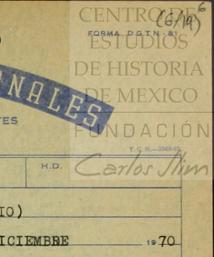 CENTRO DE
(6/19)6
FORMA D.G.T.N.-81
ESTUDIOS
DE HISTORIA
DE MEXICO
NALES
TES
FUNDACIÓN
H.D.
Carlos Slim
IO)
ICIEMBRE 1970